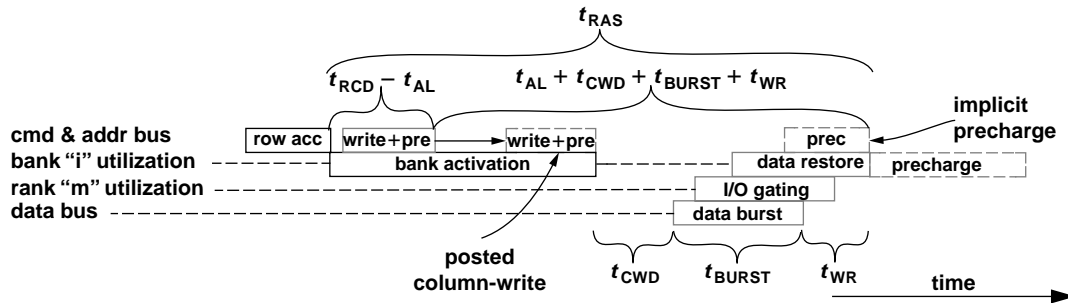 tRAS
tRCD – tAL
tAL + tCWD + tBURST + tWR
implicit
precharge
cmd & addr bus
row acc
write+pre
write+pre
prec
bank “i” utilization
bank activation
data restore
precharge
rank “m” utilization
I/O gating
data bus
data burst
posted
column-write
tCWD
tBURST
tWR
time